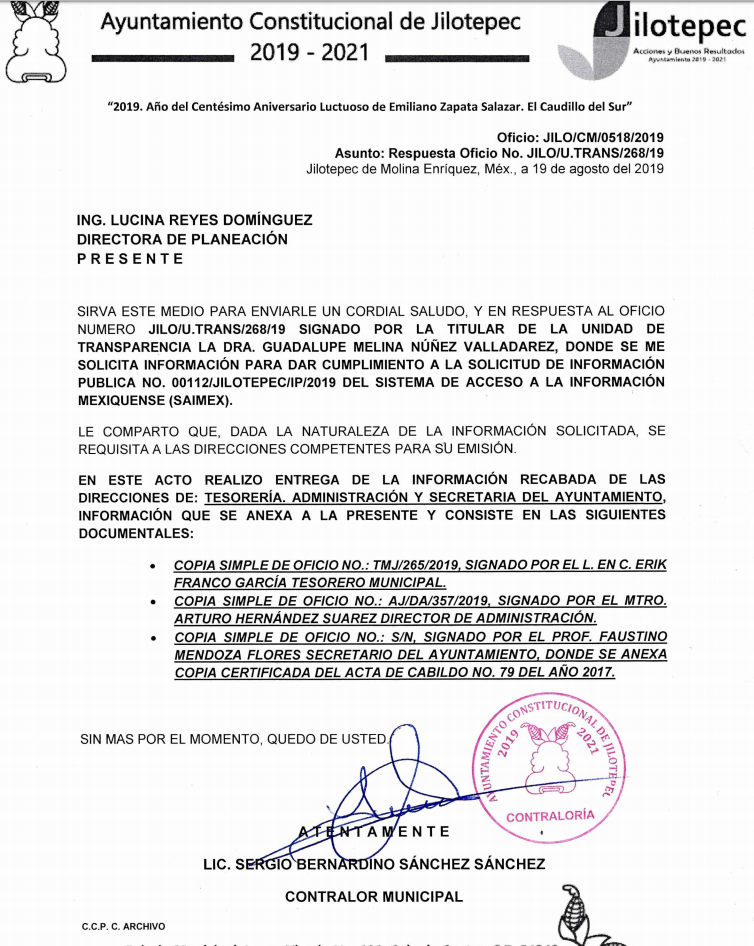 Ayuntamiento Constitucional de Jilotepec
2019 - 2021
Jilotepec
Acciones y Buenos Resultados
Ayuntamiento 2019 - 2021
“2019. Año del Centésimo Aniversario Luctuoso de Emiliano Zapata Salazar. El Caudillo del Sur”
Oficio: JILO/CM/0518/2019
Asunto: Respuesta Oficio No. JILO/U.TRANS/268/19
Jilotepec de Molina Enríquez, Méx., a 19 de agosto del 2019
ING. LUCINA REYES DOMÍNGUEZ
DIRECTORA DE PLANEACIÓN
P R E S E N T E
SIRVA ESTE MEDIO PARA ENVIARLE UN CORDIAL SALUDO, Y EN RESPUESTA AL OFICIO
NUMERO JILO/U.TRANS/268/19 SIGNADO POR LA TITULAR DE LA UNIDAD DE
TRANSPARENCIA LA DRA. GUADALUPE MELINA NÚÑEZ VALLADAREZ, DONDE SE ME
SOLICITA INFORMACIÓN PARA DAR CUMPLIMIENTO A LA SOLICITUD DE INFORMACIÓN
PUBLICA NO. 00112/JILOTEPEC/IP/2019 DEL SISTEMA DE ACCESO A LA INFORMACIÓN
MEXIQUENSE (SAIMEX).
LE COMPARTO QUE, DADA LA NATURALEZA DE LA INFORMACIÓN SOLICITADA, SE
REQUISITA A LAS DIRECCIONES COMPETENTES PARA SU EMISIÓN.
EN ESTE ACTO REALIZO ENTREGA DE LA INFORMACIÓN RECABADA DE LAS
DIRECCIONES DE: TESORERÍA. ADMINISTRACIÓN Y SECRETARIA DEL AYUNTAMIENTO,
INFORMACIÓN QUE SE ANEXA A LA PRESENTE Y CONSISTE EN LAS SIGUIENTES
DOCUMENTALES:
• COPIA SIMPLE DE OFICIO NO.: TMJ/265/2019, SIGNADO POR EL L. EN C. ERIK
FRANCO GARCÍA TESORERO MUNICIPAL.
• COPIA SIMPLE DE OFICIO NO.: AJ/DA/357/2019, SIGNADO POR EL MTRO.
ARTURO HERNÁNDEZ SUAREZ DIRECTOR DE ADMINISTRACIÓN.
• COPIA SIMPLE DE OFICIO NO.: S/N, SIGNADO POR EL PROF. FAUSTINO
MENDOZA FLORES SECRETARIO DEL AYUNTAMIENTO, DONDE SE ANEXA
COPIA CERTIFICADA DEL ACTA DE CABILDO NO. 79 DEL AÑO 2017.
SIN MAS POR EL MOMENTO, QUEDO DE USTED.
AYUNTAMIENTO CONSTITUCIONAL DE JILOTEPEC
2019 2021
CONTRALORÍA
A T E N T A M E N T E
LIC. SERGIO BERNARDINO SÁNCHEZ SÁNCHEZ
CONTRALOR MUNICIPAL
C.C.P. C. ARCHIVO